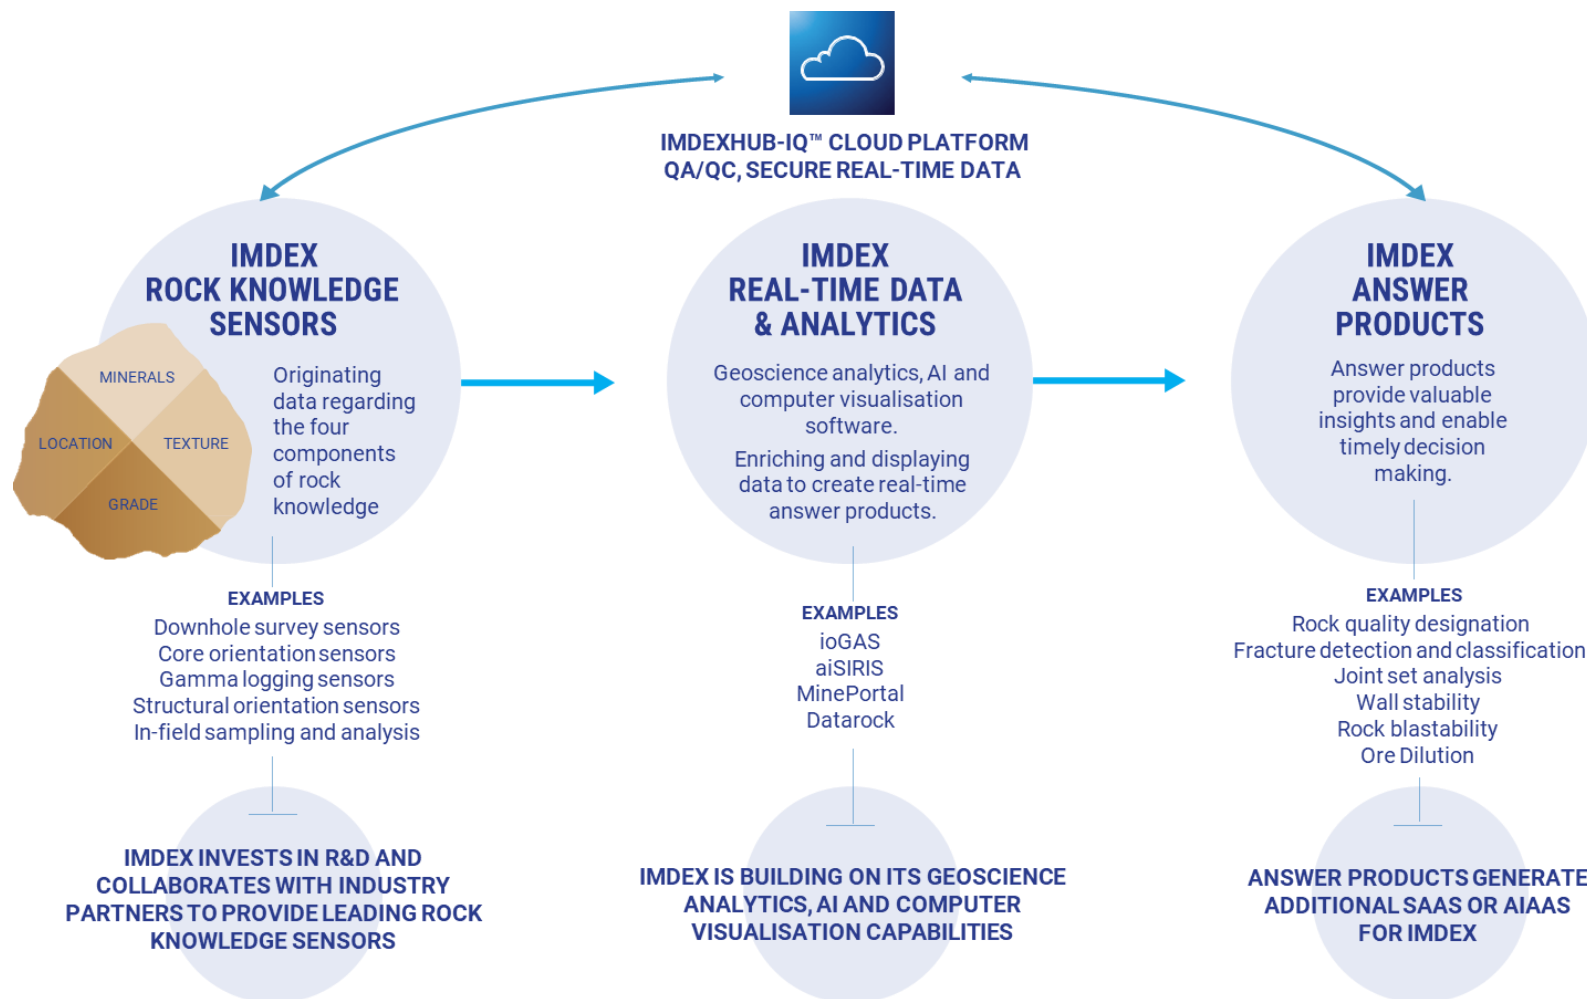 IMDEXHUB-IQ™ CLOUD PLATFORM
QA/QC, SECURE REAL-TIME DATA
IMDEX
ROCK KNOWLEDGE
SENSORS
MINERALS
LOCATION
TEXTURE
GRADE
Originating
data regarding
the four
components
of rock
knowledge
EXAMPLES
Downhole survey sensors
Core orientation sensors
Gamma logging sensors
Structural orientation sensors
In-field sampling and analysis
IMDEX INVESTS IN R&D AND
COLLABORATES WITH INDUSTRY
PARTNERS TO PROVIDE LEADING ROCK
KNOWLEDGE SENSORS
IMDEX
REAL-TIME DATA
& ANALYTICS
Geoscience analytics, AI and
computer visualisation
software.
Enriching and displaying
data to create real-time
answer products.
EXAMPLES
ioGAS
aiSIRIS
MinePortal
Datarock
IMDEX IS BUILDING ON ITS GEOSCIENCE
ANALYTICS, AI AND COMPUTER
VISUALISATION CAPABILITIES
IMDEX
ANSWER
PRODUCTS
Answer products
provide valuable
insights and enable
timely decision
making.
EXAMPLES
Rock quality designation
Fracture detection and classification
Joint set analysis
Wall stability
Rock blastability
Ore Dilution
ANSWER PRODUCTS GENERATE
ADDITIONAL SAAS OR AIAAS
FOR IMDEX